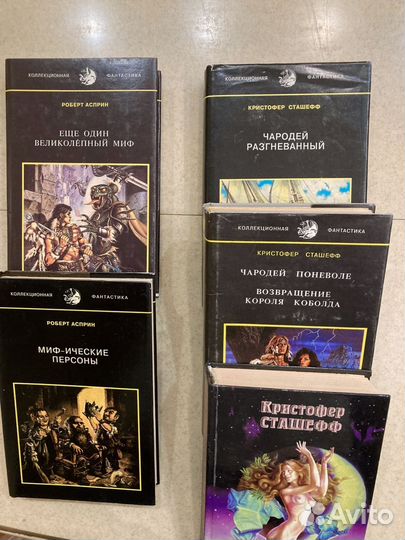 КОЛЛЕКЦИОННАЯ ФАНТАСТИКА
РОБЕРТ АСПРИН
ЕЩЕ ОДИН
ВЕЛИКОЛЕПНЫЙ МИФ
КОЛЛЕКЦИОННАЯ ФАНТАСТИКА
РОБЕРТ АСПРИН
МИФ-ИЧЕСКИЕ
ПЕРСОНЫ
КОЛЛЕКЦИОННАЯ ФАНТАСТИКА
КРИСТОФЕР СТАШЕФФ
ЧАРОДЕЙ
РАЗГНЕВАННЫЙ
КОЛЛЕКЦИОННАЯ ФАНТАСТИКА
КРИСТОФЕР СТАШЕФФ
ЧАРОДЕЙ ПОНЕВОЛЕ
ВОЗВРАЩЕНИЕ
КОРОЛЯ КОБОЛДА
Кристофер
СТАШЕФФ
Avito